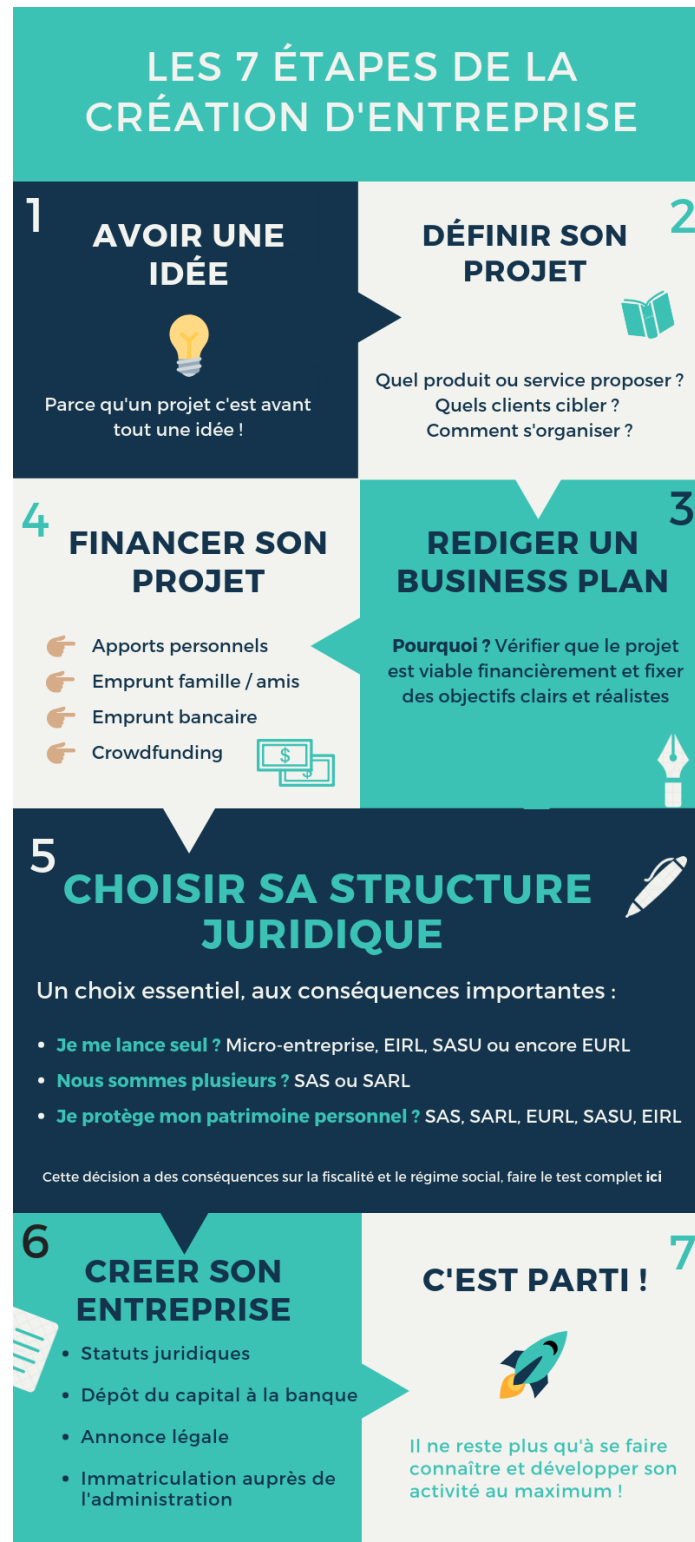 LES 7 ÉTAPES DE LA
CRÉATION D'ENTREPRISE
1
AVOIR UNE
IDÉE
Parce qu'un projet c'est avant
tout une idée !
2
DÉFINIR SON
PROJET
Quel produit ou service proposer ?
Quels clients cibler ?
Comment s'organiser ?
3
REDIGER UN
BUSINESS PLAN
Pourquoi ? Vérifier que le projet
est viable financièrement et fixer
des objectifs clairs et réalistes
4
FINANCER SON
PROJET
Apports personnels
Emprunt famille / amis
Emprunt bancaire
Crowdfunding
$
$
5
CHOISIR SA STRUCTURE
JURIDIQUE
Un choix essentiel, aux conséquences importantes :
• Je me lance seul ? Micro-entreprise, EIRL, SASU ou encore EURL
• Nous sommes plusieurs ? SAS ou SARL
• Je protège mon patrimoine personnel ? SAS, SARL, EURL, SASU, EIRL
Cette décision a des conséquences sur la fiscalité et le régime social, faire le test complet ici
6
CREER SON
ENTREPRISE
• Statuts juridiques
• Dépôt du capital à la banque
• Annonce légale
• Immatriculation auprès de
l'administration
7
C'EST PARTI !
Il ne reste plus qu'à se faire
connaître et développer son
activité au maximum !